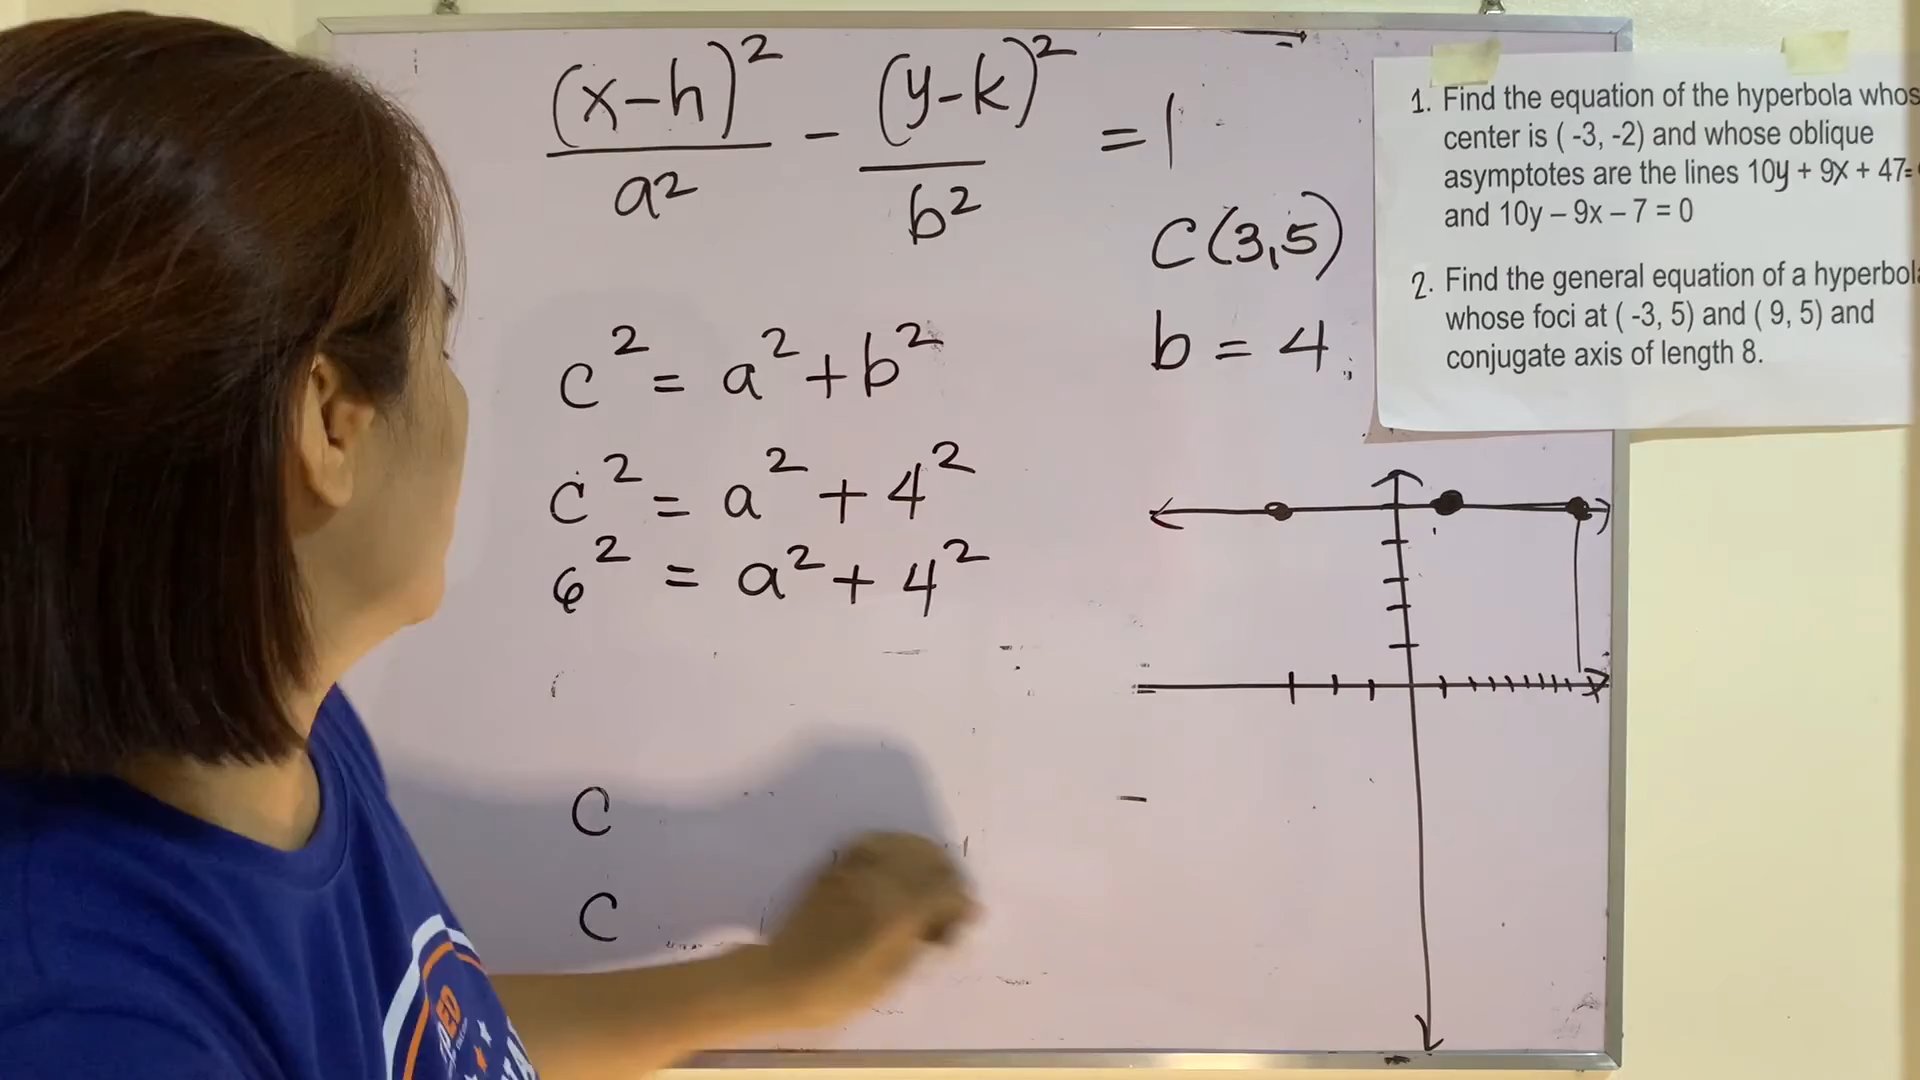 (x-h)² / a² - (y-k)² / b² = 1
C(3,5)
b = 4
c² = a² + b²
c² = a² + 4²
6² = a² + 4²
C
C
1. Find the equation of the hyperbola whos
center is ( -3, -2) and whose oblique
asymptotes are the lines 10y + 9x + 47=
and 10y – 9x – 7 = 0
2. Find the general equation of a hyperbol
whose foci at ( -3, 5) and ( 9, 5) and
conjugate axis of length 8.